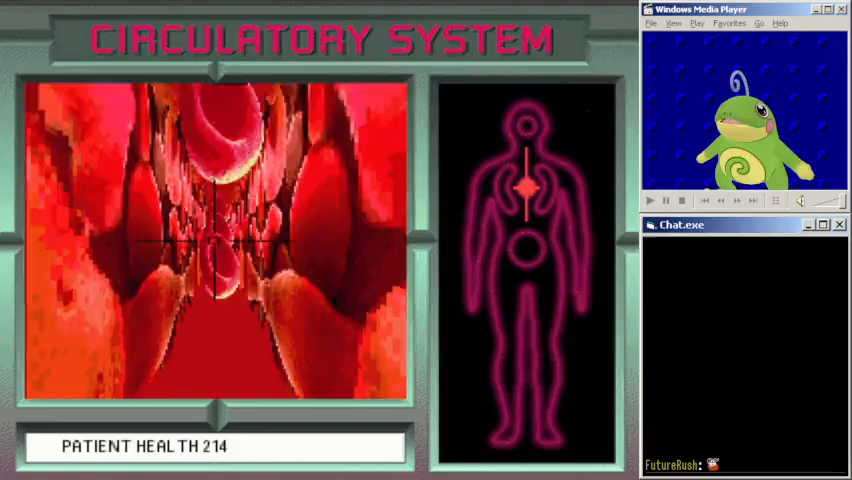 CIRCULATORY SYSTEM
PATIENT HEALTH 214
Windows Media Player
File View Play Favorites Go Help
Chat.exe
FutureRush: